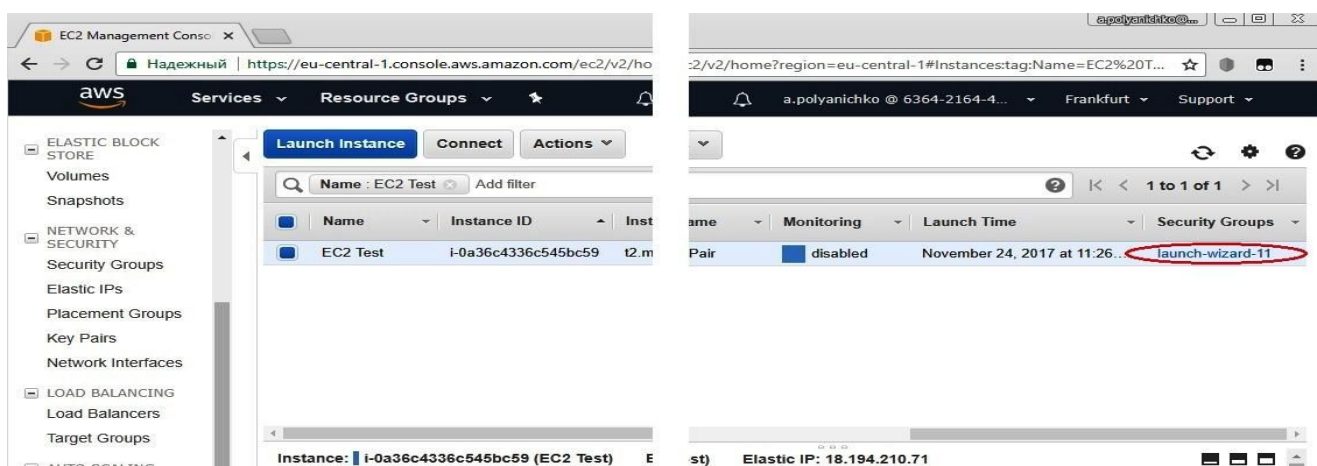 EC2 Management Conso
a.polyanichko@...
Надежный | https://eu-central-1.console.aws.amazon.com/ec2/v2/ho
:2/v2/home?region=eu-central-1#Instances:tag:Name=EC2%20T...
aws Services Resource Groups
a.polyanichko @ 6364-2164-4... Frankfurt Support
ELASTIC BLOCK
STORE
Volumes
Snapshots
NETWORK &
SECURITY
Security Groups
Elastic IPs
Placement Groups
Key Pairs
Network Interfaces
LOAD BALANCING
Load Balancers
Target Groups
Launch Instance Connect Actions
Name : EC2 Test Add filter
1 to 1 of 1
Name Instance ID Inst
ame Monitoring Launch Time Security Groups
EC2 Test i-0a36c4336c545bc59 t2.m
Pair disabled November 24, 2017 at 11:26... launch-wizard-11
Instance: i-0a36c4336c545bc59 (EC2 Test) E
st) Elastic IP: 18.194.210.71